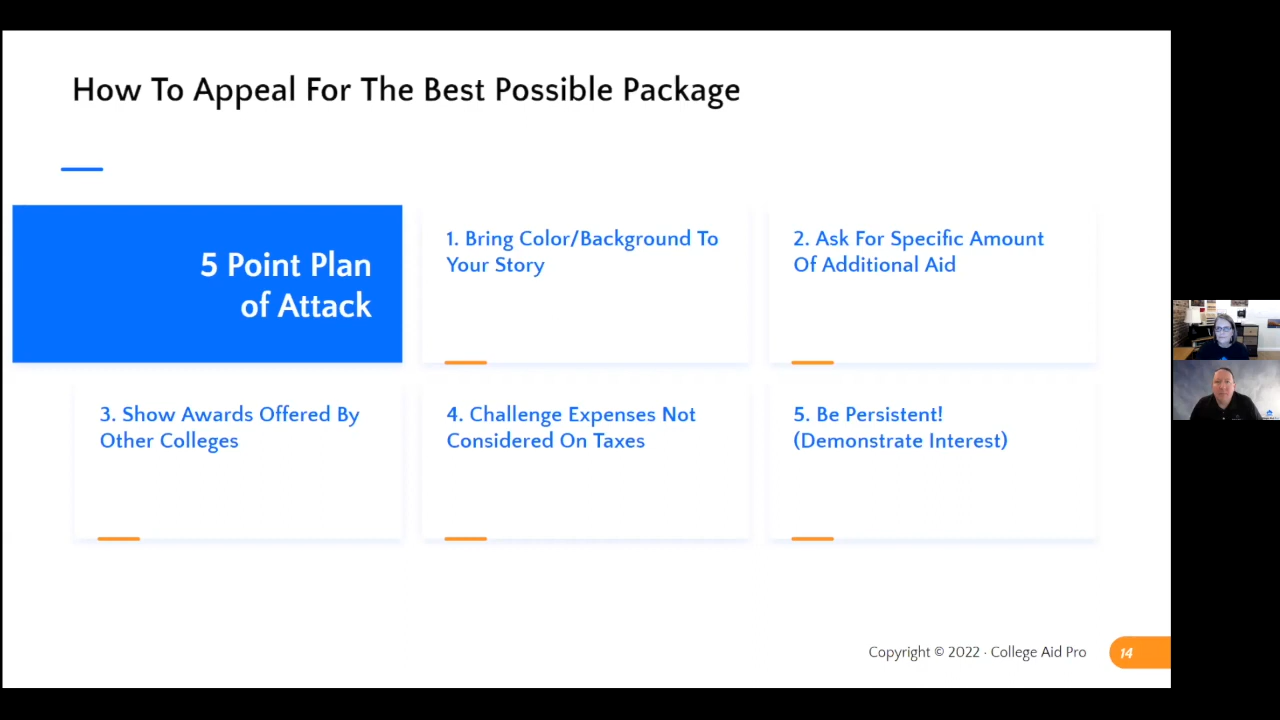 How To Appeal For The Best Possible Package
5 Point Plan
of Attack
1. Bring Color/Background To
Your Story
2. Ask For Specific Amount
Of Additional Aid
3. Show Awards Offered By
Other Colleges
4. Challenge Expenses Not
Considered On Taxes
5. Be Persistent!
(Demonstrate Interest)
Copyright © 2022 · College Aid Pro
14